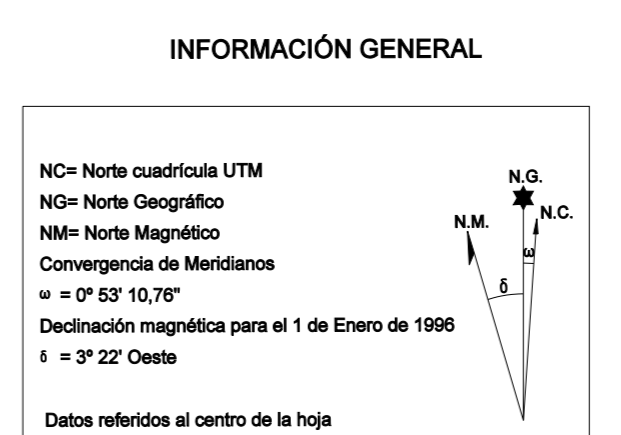 INFORMACIÓN GENERAL
NC= Norte cuadrícula UTM
NG= Norte Geográfico
NM= Norte Magnético
Convergencia de Meridianos
ω = 0º 53' 10,76"
Declinación magnética para el 1 de Enero de 1996
δ = 3º 22' Oeste
Datos referidos al centro de la hoja
N.G.
N.C.
N.M.
ω
δ